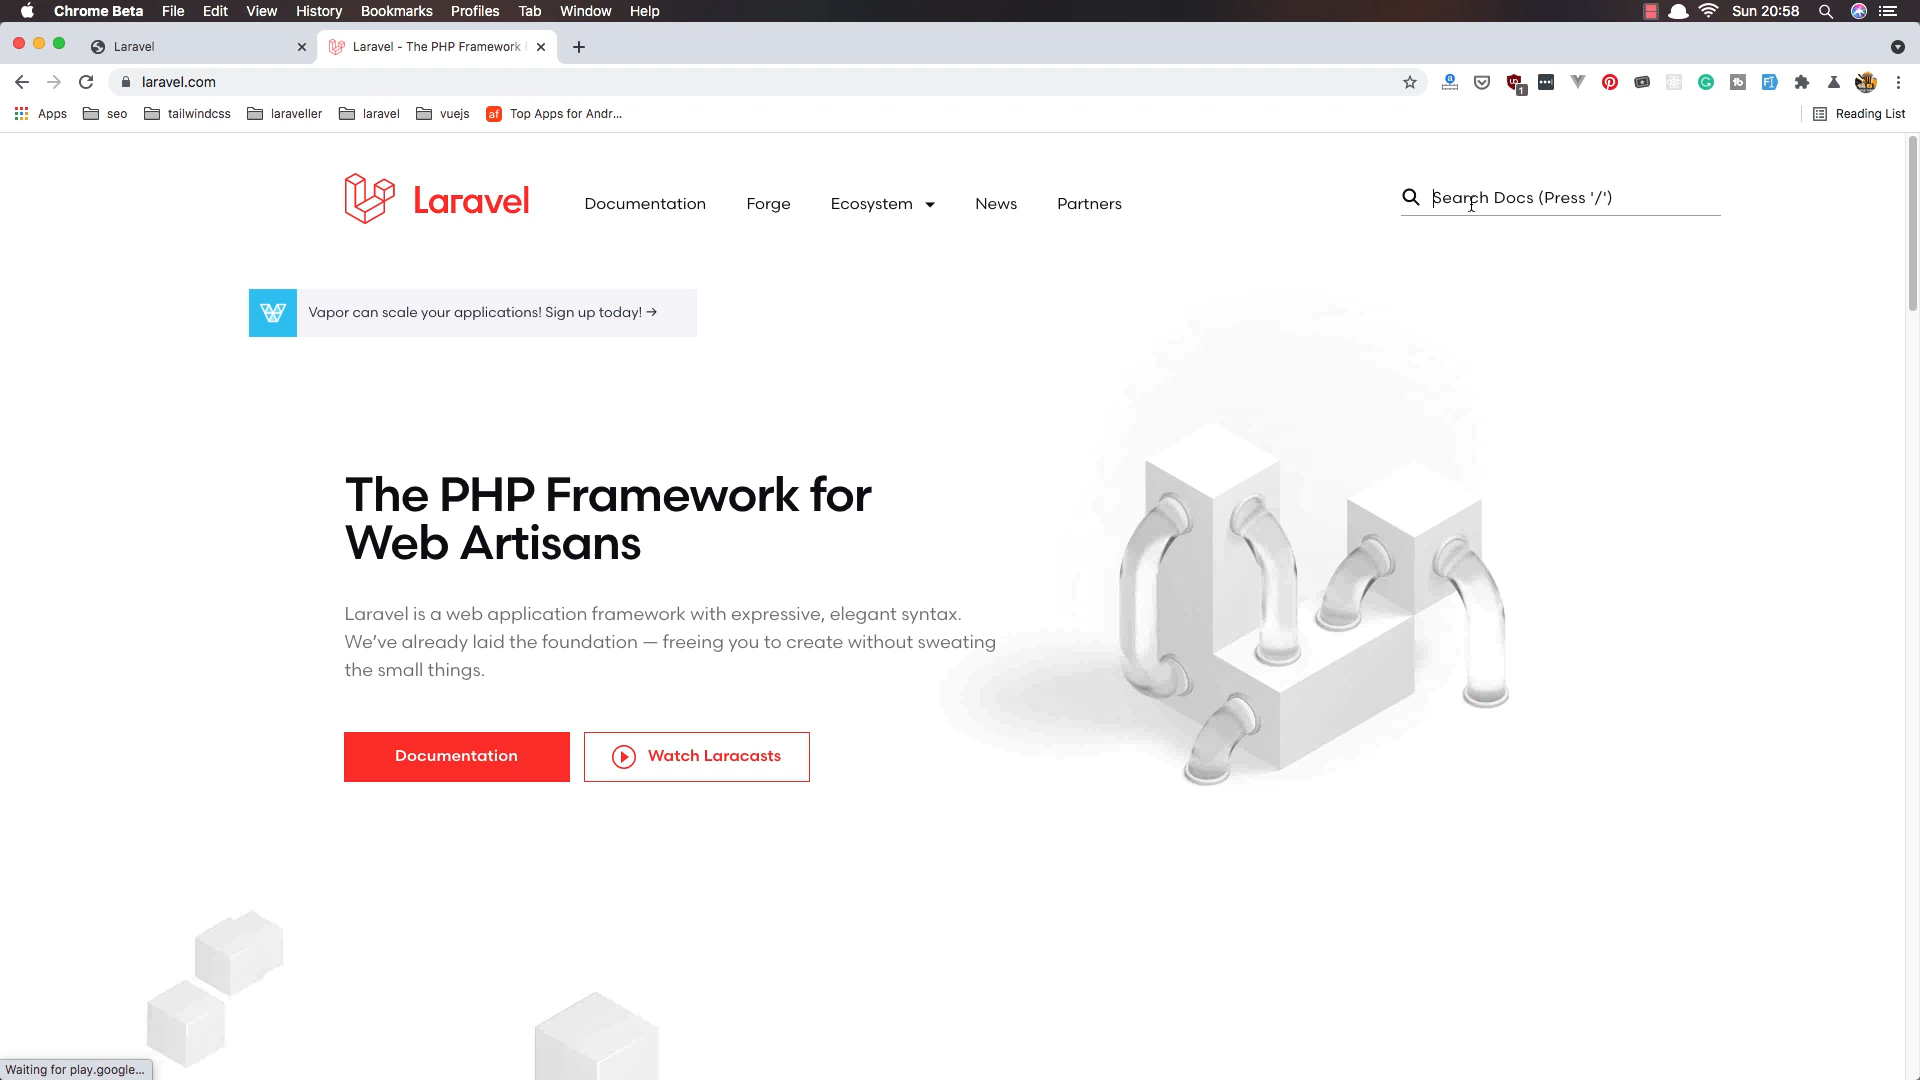 Chrome Beta File Edit View History Bookmarks Profiles Tab Window Help Sun 20:58
Laravel Laravel - The PHP Framework
laravel.com
1
Apps seo tailwindcss laraveller laravel vuejs af Top Apps for Andr... Reading List
Laravel Documentation Forge Ecosystem News Partners Search Docs (Press '/')
Vapor can scale your applications! Sign up today! →
The PHP Framework for
Web Artisans
Laravel is a web application framework with expressive, elegant syntax.
We've already laid the foundation — freeing you to create without sweating
the small things.
Documentation Watch Laracasts
Waiting for play.google...